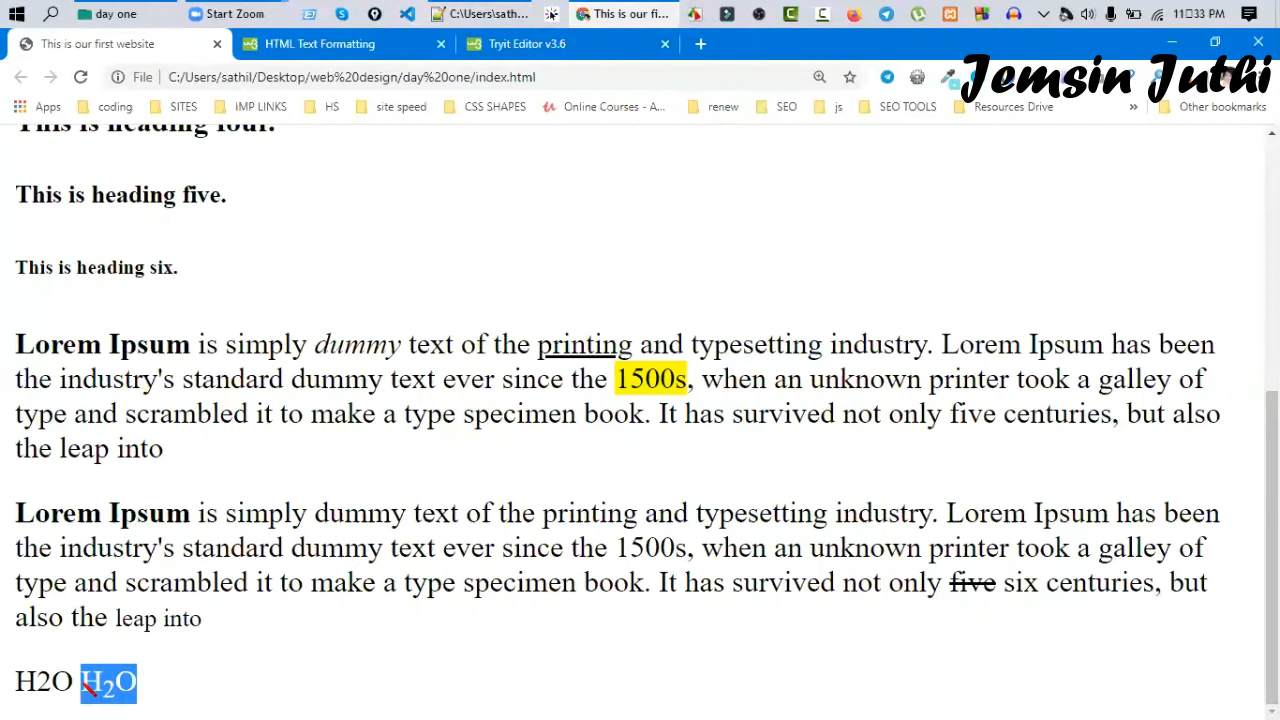 day one
Start Zoom
C:\Users\sath...
This is our fi...
11:33 PM
This is our first website
HTML Text Formatting
Tryit Editor v3.6
File
C:/Users/sathil/Desktop/web%20design/day%20one/index.html
Jemsin Juthi
Apps
coding
SITES
IMP LINKS
HS
site speed
CSS SHAPES
Online Courses - A...
renew
SEO
js
SEO TOOLS
Resources Drive
Other bookmarks
This is heading four.
This is heading five.
This is heading six.
Lorem Ipsum is simply dummy text of the printing and typesetting industry. Lorem Ipsum has been
the industry's standard dummy text ever since the 1500s, when an unknown printer took a galley of
type and scrambled it to make a type specimen book. It has survived not only five centuries, but also
the leap into
Lorem Ipsum is simply dummy text of the printing and typesetting industry. Lorem Ipsum has been
the industry's standard dummy text ever since the 1500s, when an unknown printer took a galley of
type and scrambled it to make a type specimen book. It has survived not only five six centuries, but
also the leap into
H2O H₂O